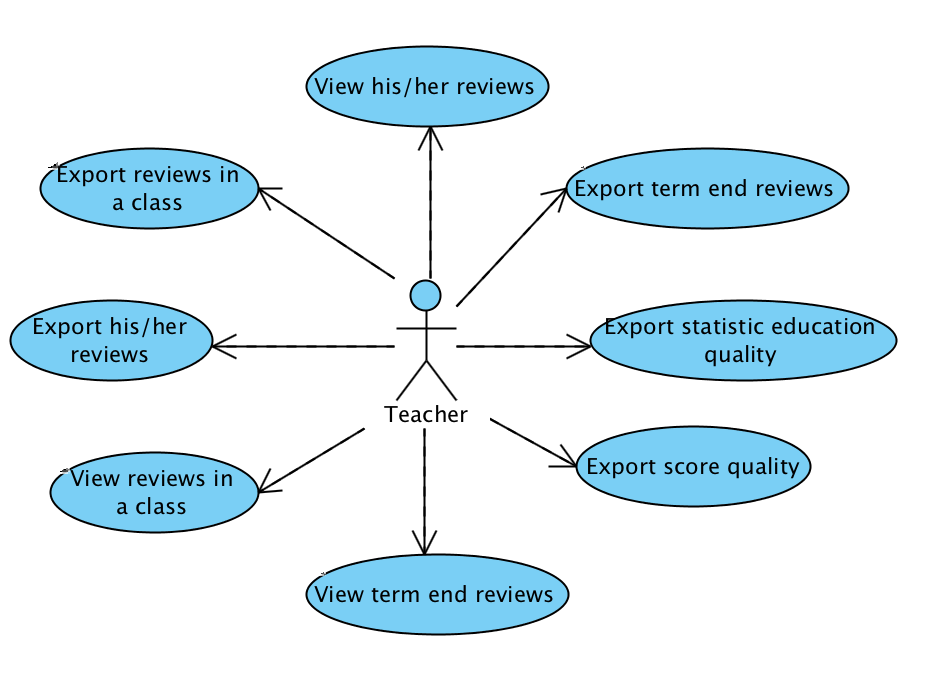 View his/her reviews
Export reviews in
a class
Export term end reviews
Export his/her
reviews
Export statistic education
quality
Teacher
View reviews in
a class
Export score quality
View term end reviews